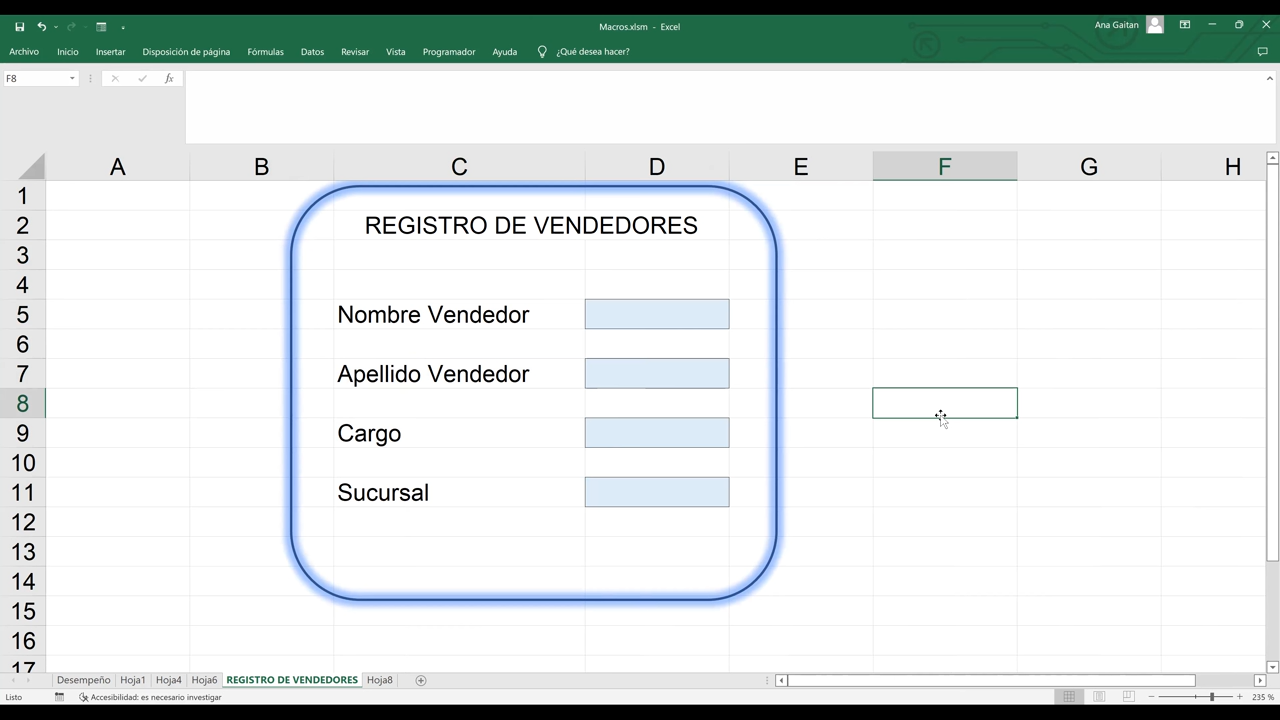 Macros.xlsm - Excel
Ana Gaitan
Archivo Inicio Insertar Disposición de página Fórmulas Datos Revisar Vista Programador Ayuda ¿Qué desea hacer?
F8 fx
A B C D E F G H
1
2 REGISTRO DE VENDEDORES
3
4
5 Nombre Vendedor
6
7 Apellido Vendedor
8
9 Cargo
10
11 Sucursal
12
13
14
15
16
17
Desempeño Hoja1 Hoja4 Hoja6 REGISTRO DE VENDEDORES Hoja8
Listo Accesibilidad: es necesario investigar 235 %